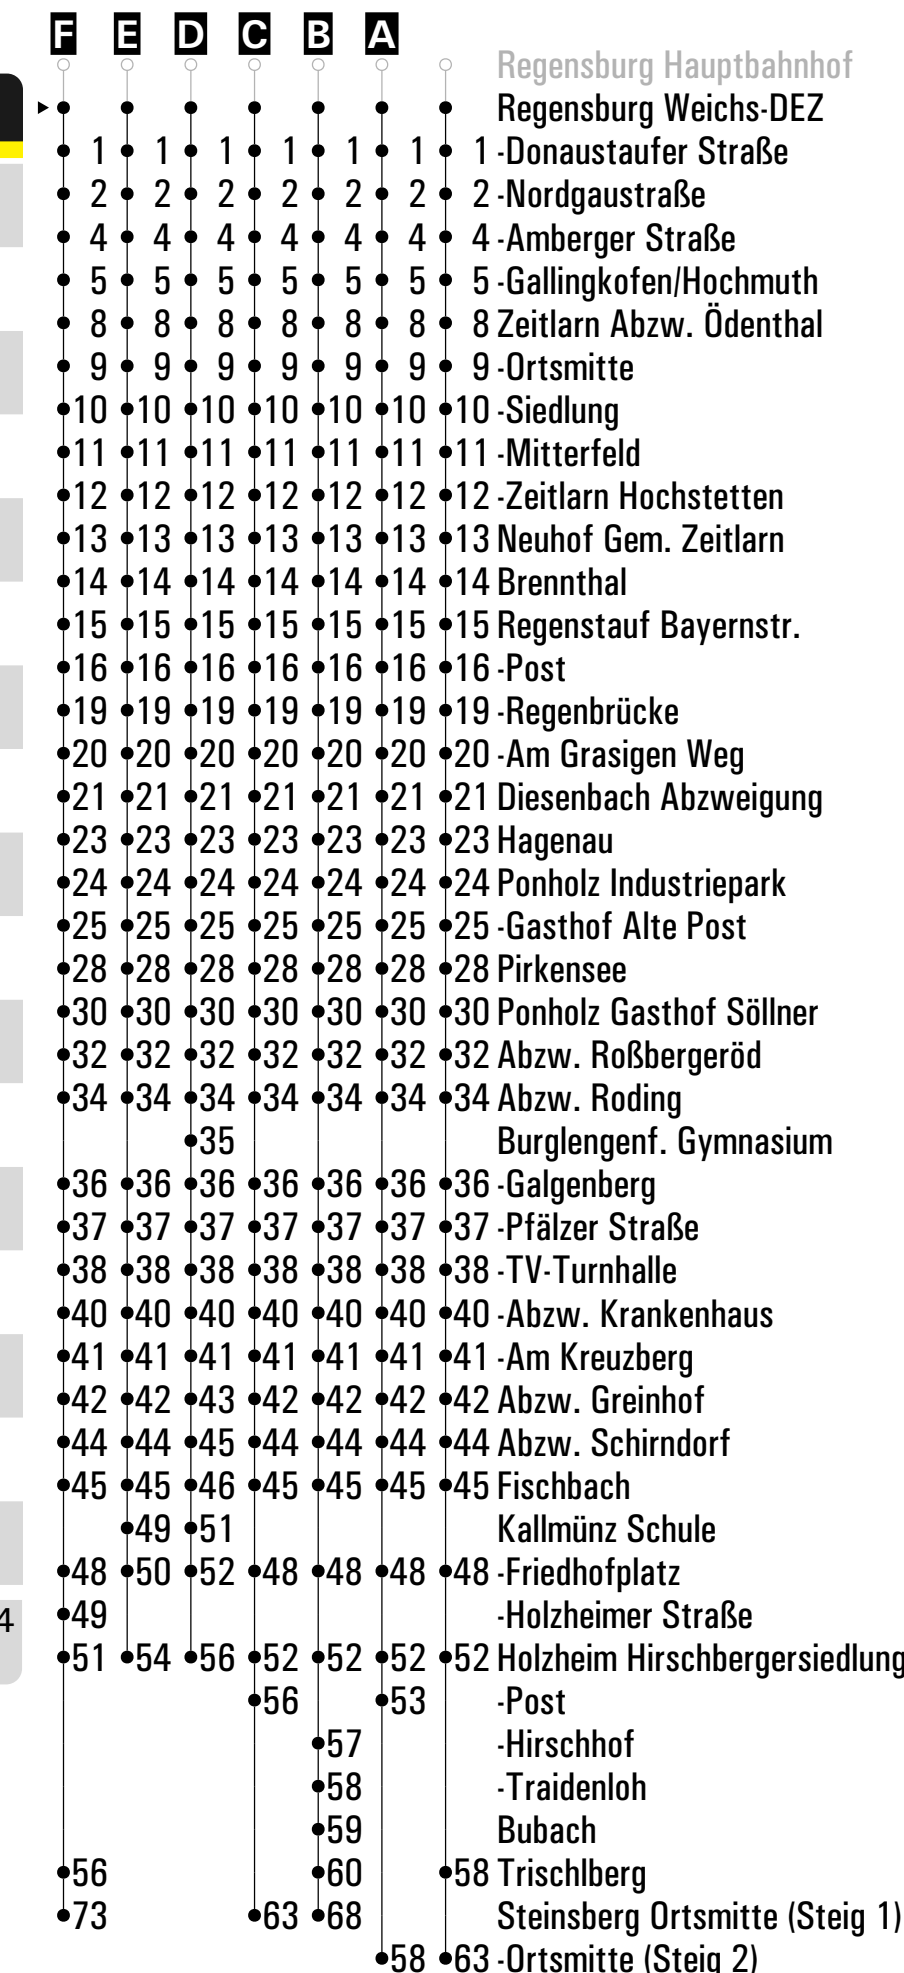 F E D C B A
Regensburg Hauptbahnhof
Regensburg Weichs-DEZ
1 1 1 1 1 1 1 -Donaustaufer Straße
2 2 2 2 2 2 2 -Nordgaustraße
4 4 4 4 4 4 4 -Amberger Straße
5 5 5 5 5 5 5 -Gallingkofen/Hochmuth
8 8 8 8 8 8 8 Zeitlarn Abzw. Ödenthal
9 9 9 9 9 9 9 -Ortsmitte
10 10 10 10 10 10 10 -Siedlung
11 11 11 11 11 11 11 -Mitterfeld
12 12 12 12 12 12 12 -Zeitlarn Hochstetten
13 13 13 13 13 13 13 Neuhof Gem. Zeitlarn
14 14 14 14 14 14 14 Brennthal
15 15 15 15 15 15 15 Regenstauf Bayernstr.
16 16 16 16 16 16 16 -Post
19 19 19 19 19 19 19 -Regenbrücke
20 20 20 20 20 20 20 -Am Grasigen Weg
21 21 21 21 21 21 21 Diesenbach Abzweigung
23 23 23 23 23 23 23 Hagenau
24 24 24 24 24 24 24 Ponholz Industriepark
25 25 25 25 25 25 25 -Gasthof Alte Post
28 28 28 28 28 28 28 Pirkensee
30 30 30 30 30 30 30 Ponholz Gasthof Söllner
32 32 32 32 32 32 32 Abzw. Roßbergeröd
34 34 34 34 34 34 34 Abzw. Roding
35 Burglengenf. Gymnasium
36 36 36 36 36 36 36 -Galgenberg
37 37 37 37 37 37 37 -Pfälzer Straße
38 38 38 38 38 38 38 -TV-Turnhalle
40 40 40 40 40 40 40 -Abzw. Krankenhaus
41 41 41 41 41 41 41 -Am Kreuzberg
42 42 43 42 42 42 42 Abzw. Greinhof
44 44 45 44 44 44 44 Abzw. Schirndorf
45 45 46 45 45 45 45 Fischbach
49 51 Kallmünz Schule
48 50 52 48 48 48 48 -Friedhofplatz
4 49 -Holzheimer Straße
51 54 56 52 52 52 52 Holzheim Hirschbergersiedlung
56 53 -Post
57 -Hirschhof
58 -Traidenloh
59 Bubach
56 60 58 Trischlberg
73 63 68 Steinsberg Ortsmitte (Steig 1)
58 63 -Ortsmitte (Steig 2)